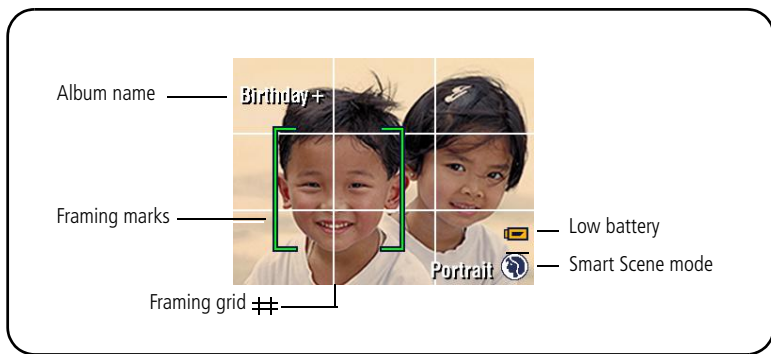 Album name
Birthday+
Framing marks
Low battery
Portrait
Smart Scene mode
Framing grid